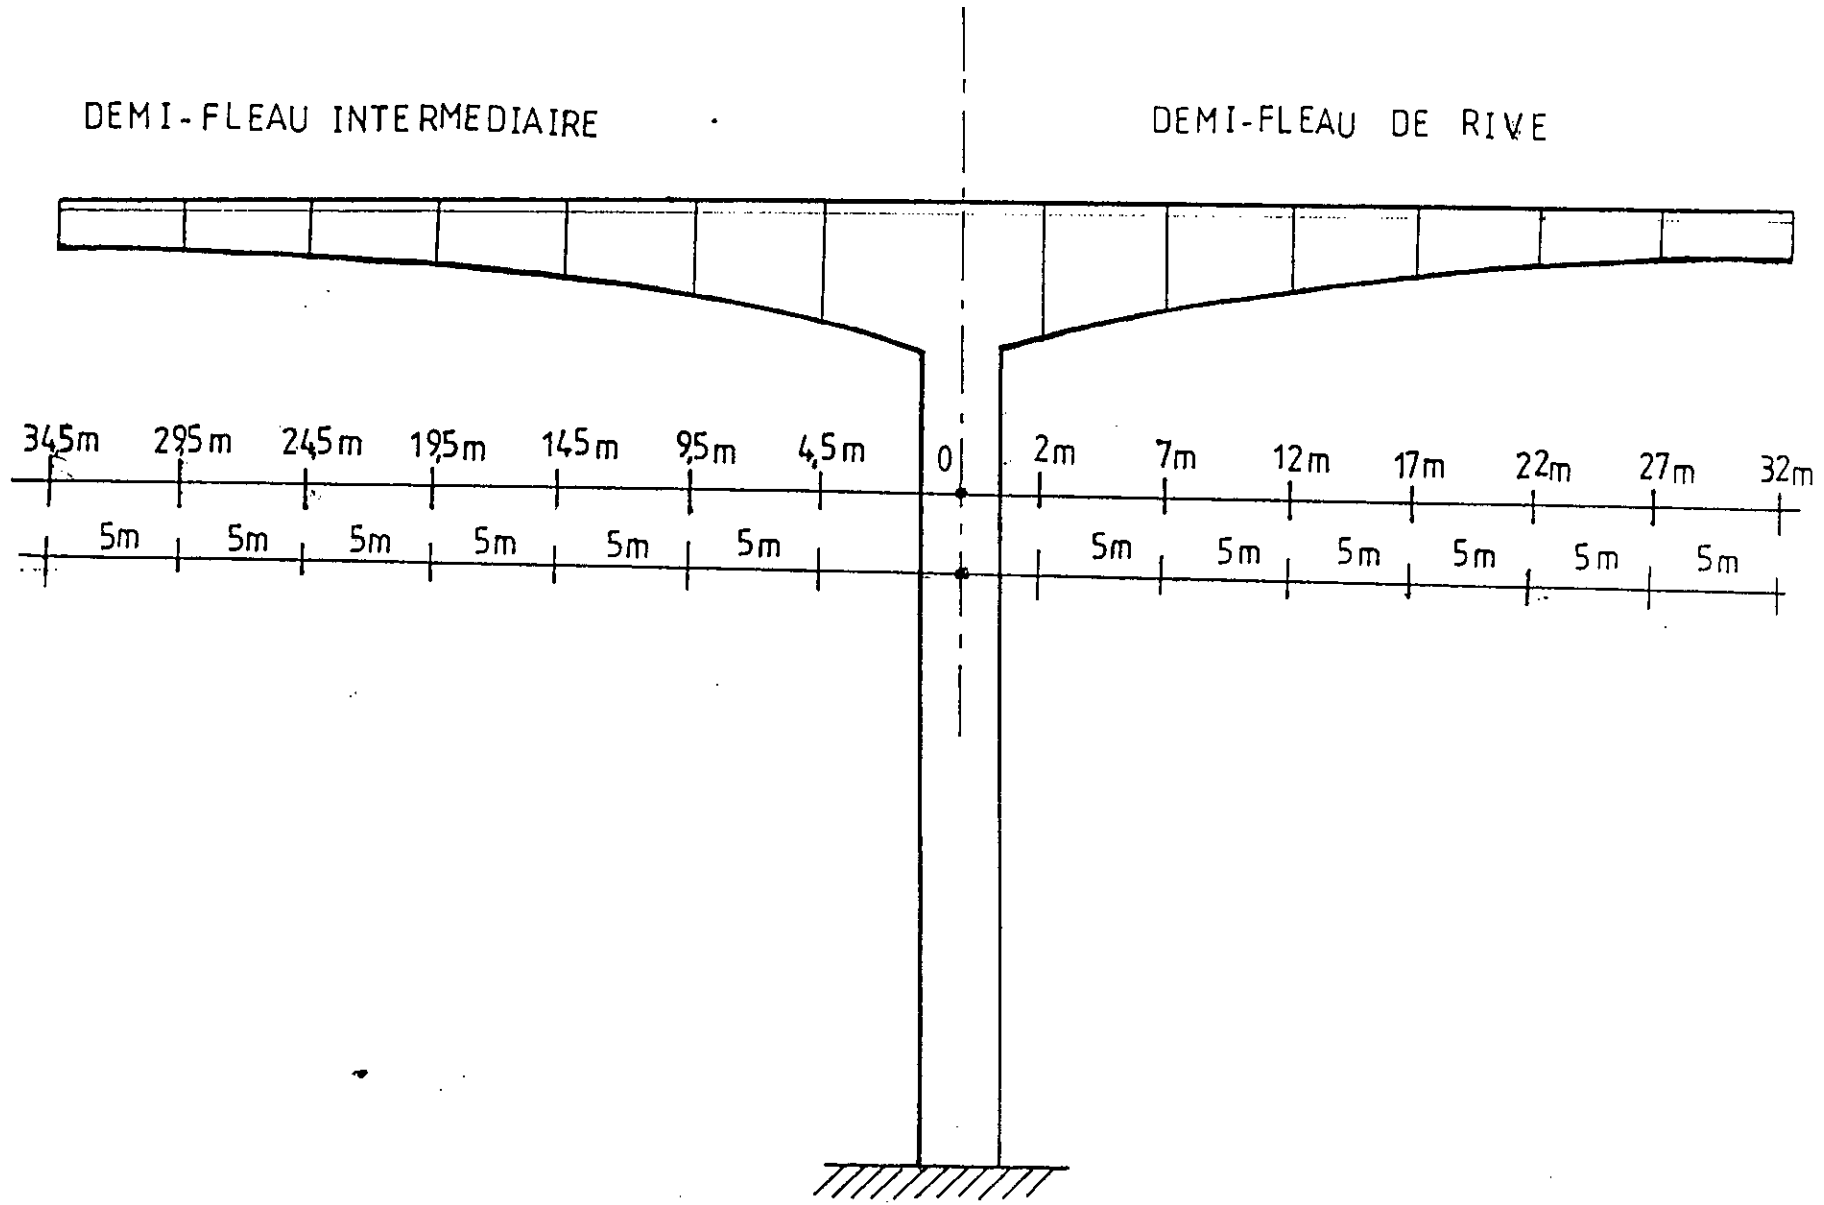 DEMI-FLEAU INTERMEDIAIRE DEMI-FLEAU DE RIVE
34,5m 29,5m 24,5m 19,5m 14,5m 9,5m 4,5m 0 2m 7m 12m 17m 22m 27m 32m
5m 5m 5m 5m 5m 5m 5m 5m 5m 5m 5m 5m